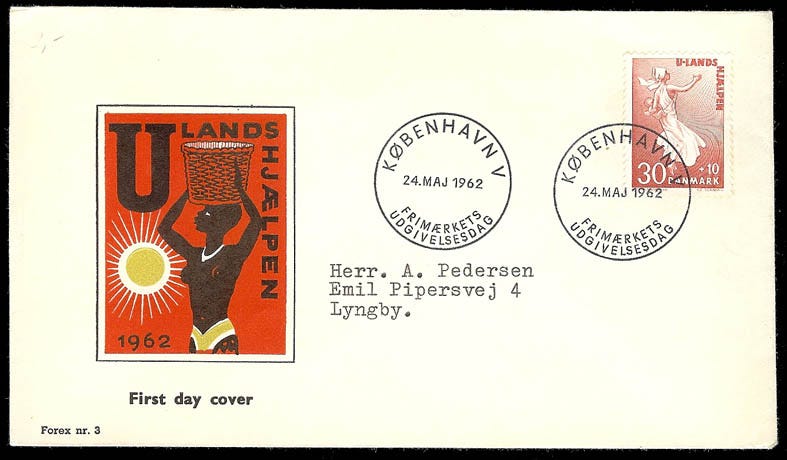 U-LANDS
HJÆLPEN
30 +10
DANMARK
U LANDS
HJÆLPEN
1962
KØBENHAVN V
24.MAJ 1962
FRIMÆRKETS
UDGIVELSESDAG
KØBENHAVN V
24.MAJ 1962
FRIMÆRKETS
UDGIVELSESDAG
Herr. A. Pedersen
Emil Pipersvej 4
Lyngby.
First day cover
Forex nr. 3